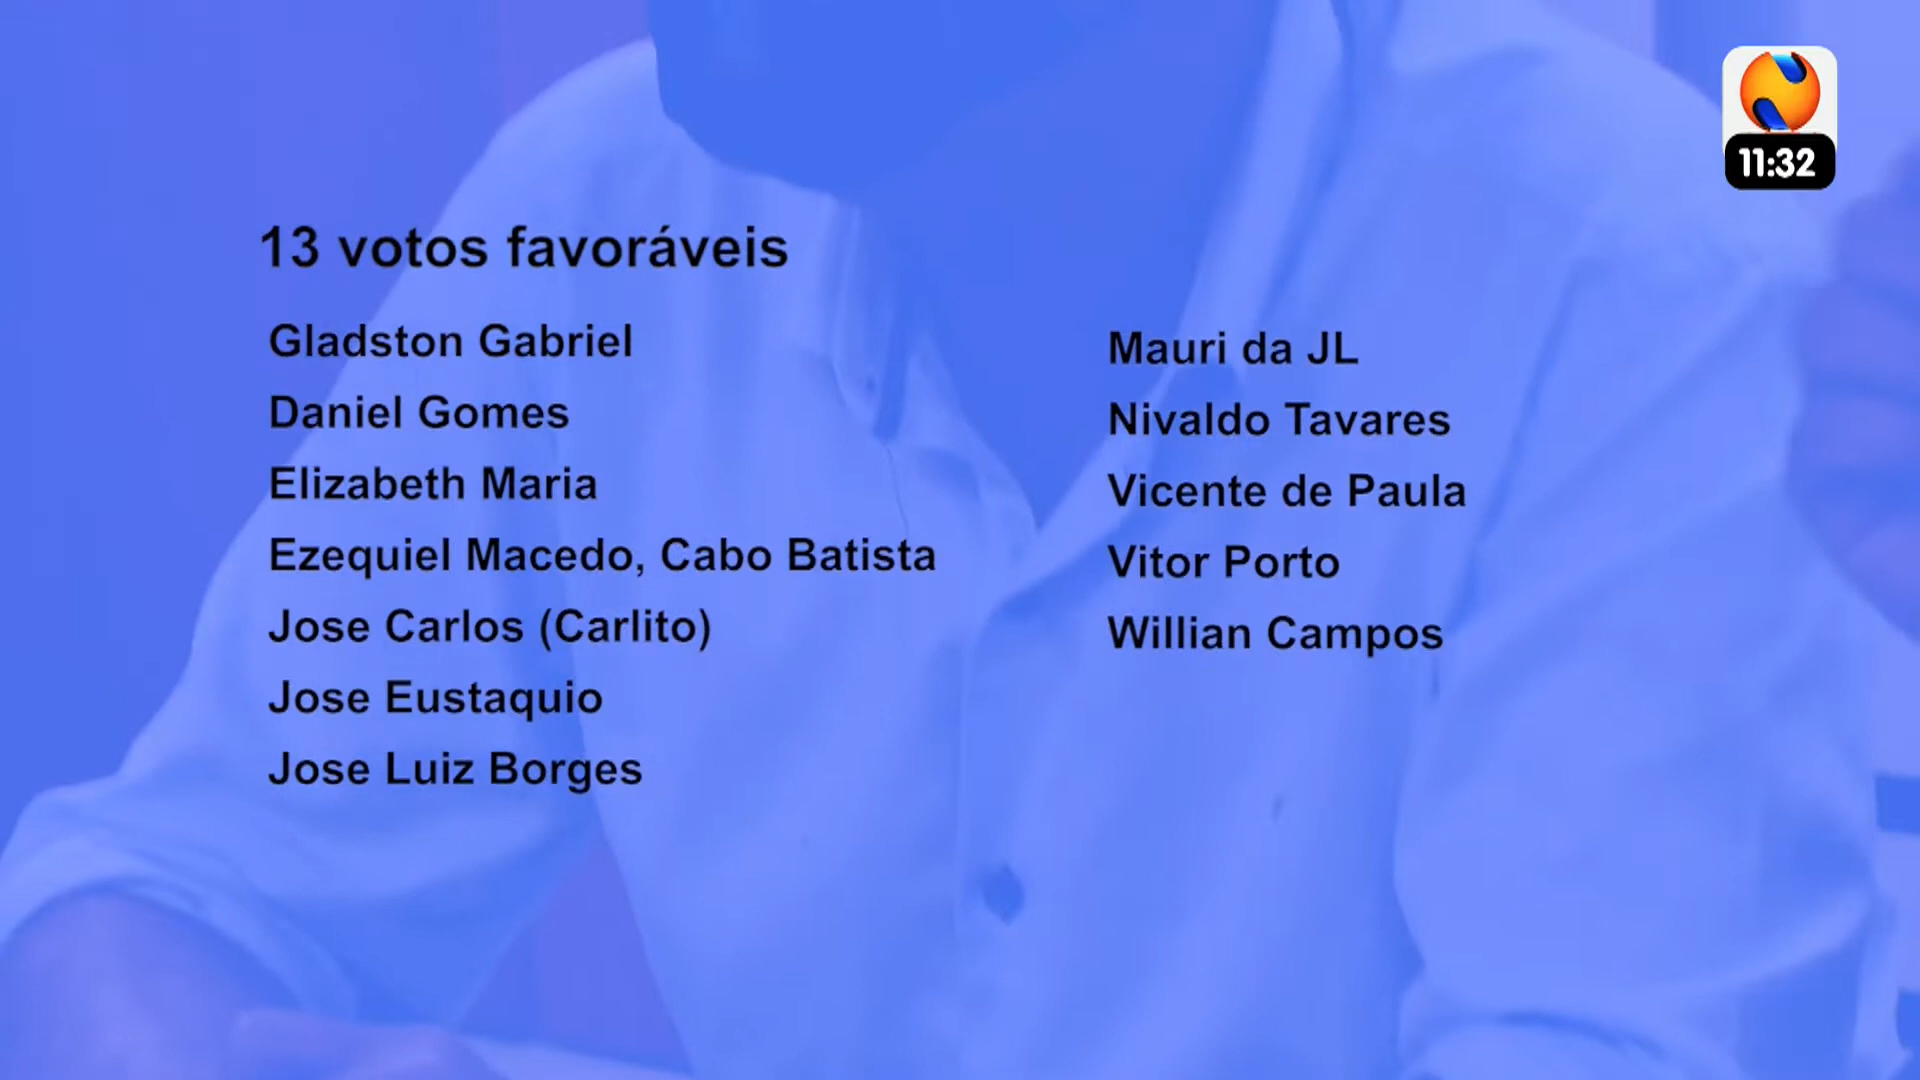 11:32
13 votos favoráveis
Gladston Gabriel
Daniel Gomes
Elizabeth Maria
Ezequiel Macedo, Cabo Batista
Jose Carlos (Carlito)
Jose Eustaquio
Jose Luiz Borges
Mauri da JL
Nivaldo Tavares
Vicente de Paula
Vitor Porto
Willian Campos